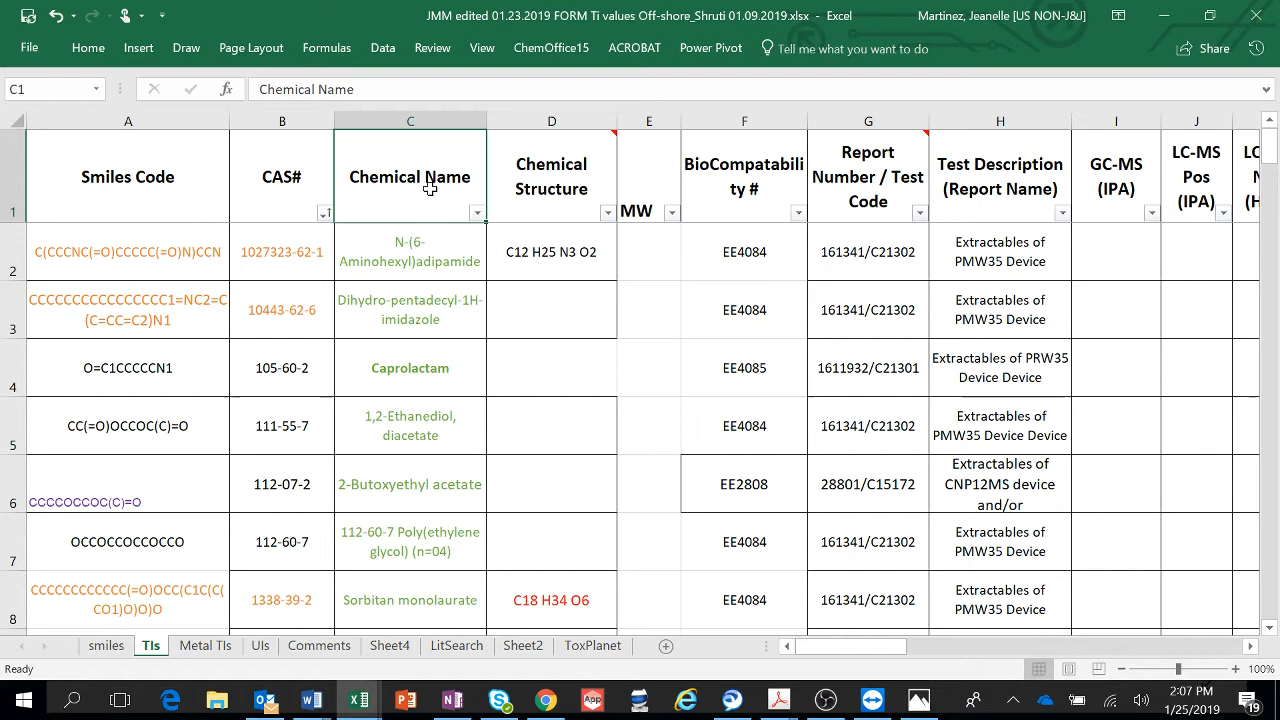 JMM edited 01.23.2019 FORM Ti values Off-shore_Shruti 01.09.2019.xlsx - Excel
Martinez, Jeanelle [US NON-J&J]
File Home Insert Draw Page Layout Formulas Data Review View ChemOffice15 ACROBAT Power Pivot Tell me what you want to do Share
C1 fx Chemical Name
A B C D E F G H I J
1
Smiles Code
CAS#
Chemical Name
Chemical
Structure
MW
BioCompatabili
ty #
Report
Number / Test
Code
Test Description
(Report Name)
GC-MS
(IPA)
LC-MS
Pos
(IPA)
2
C(CCCNC(=O)CCCCC(=O)N)CCN
1027323-62-1
N-(6-
Aminohexyl)adipamide
C12 H25 N3 O2
EE4084
161341/C21302
Extractables of
PMW35 Device
3
CCCCCCCCCCCCCCCC1=NC2=C
(C=CC=C2)N1
10443-62-6
Dihydro-pentadecyl-1H-
imidazole
EE4084
161341/C21302
Extractables of
PMW35 Device
4
O=C1CCCCCN1
105-60-2
Caprolactam
EE4085
1611932/C21301
Extractables of PRW35
Device Device
5
CC(=O)OCCOC(C)=O
111-55-7
1,2-Ethanediol,
diacetate
EE4084
161341/C21302
Extractables of
PMW35 Device Device
6
CCCCOCCOC(C)=O
112-07-2
2-Butoxyethyl acetate
EE2808
28801/C15172
Extractables of
CNP12MS device
and/or
7
OCCOCCOCCOCCO
112-60-7
112-60-7 Poly(ethylene
glycol) (n=04)
EE4084
161341/C21302
Extractables of
PMW35 Device
8
CCCCCCCCCCCC(=O)OCC(C1C(C(
CO1)O)O)O
1338-39-2
Sorbitan monolaurate
C18 H34 O6
EE4084
161341/C21302
Extractables of
PMW35 Device
smiles TIs Metal TIs UIs Comments Sheet4 LitSearch Sheet2 ToxPlanet
Ready
100%
2:07 PM
1/25/2019
19